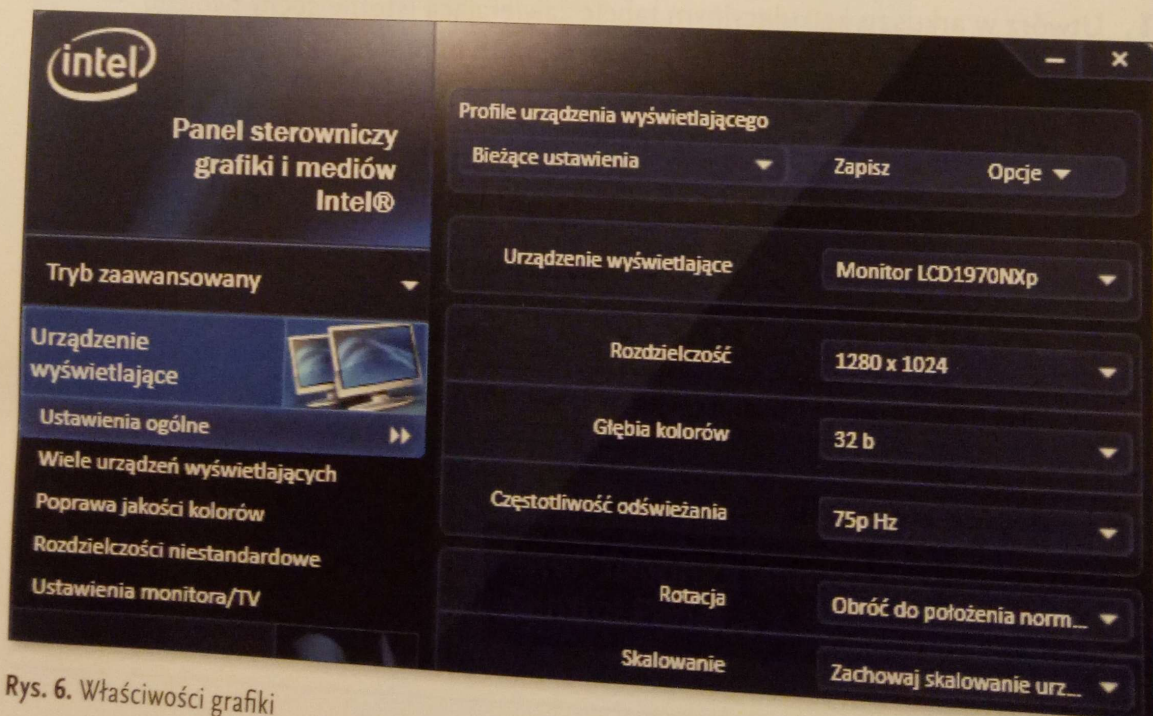 intel
Panel sterowniczy
grafiki i mediów
Intel®
Tryb zaawansowany
Urządzenie
wyświetlające
Ustawienia ogólne
Wiele urządzeń wyświetlających
Poprawa jakości kolorów
Rozdzielczości niestandardowe
Ustawienia monitora/TV
Profile urządzenia wyświetlającego
Bieżące ustawienia Zapisz Opcje
Urządzenie wyświetlające Monitor LCD1970NXp
Rozdzielczość 1280 x 1024
Głębia kolorów 32 b
Częstotliwość odświeżania 75p Hz
Rotacja Obróć do położenia norm...
Skalowanie Zachowaj skalowanie urz...
Rys. 6. Właściwości grafiki